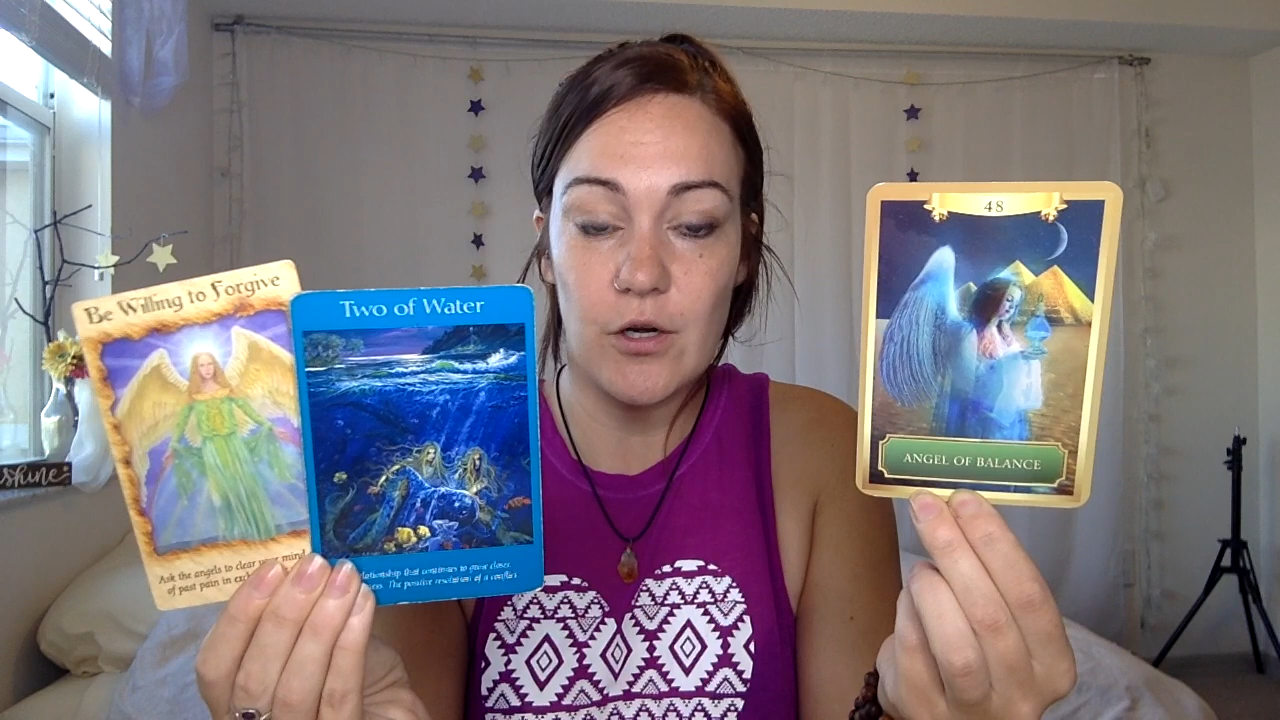 Be Willing to Forgive
Ask the angels to clear your mind
of past pain in
Two of Water
relationship that continues to grow closer.
The positive resolution of a conflict.
48
ANGEL OF BALANCE
shine